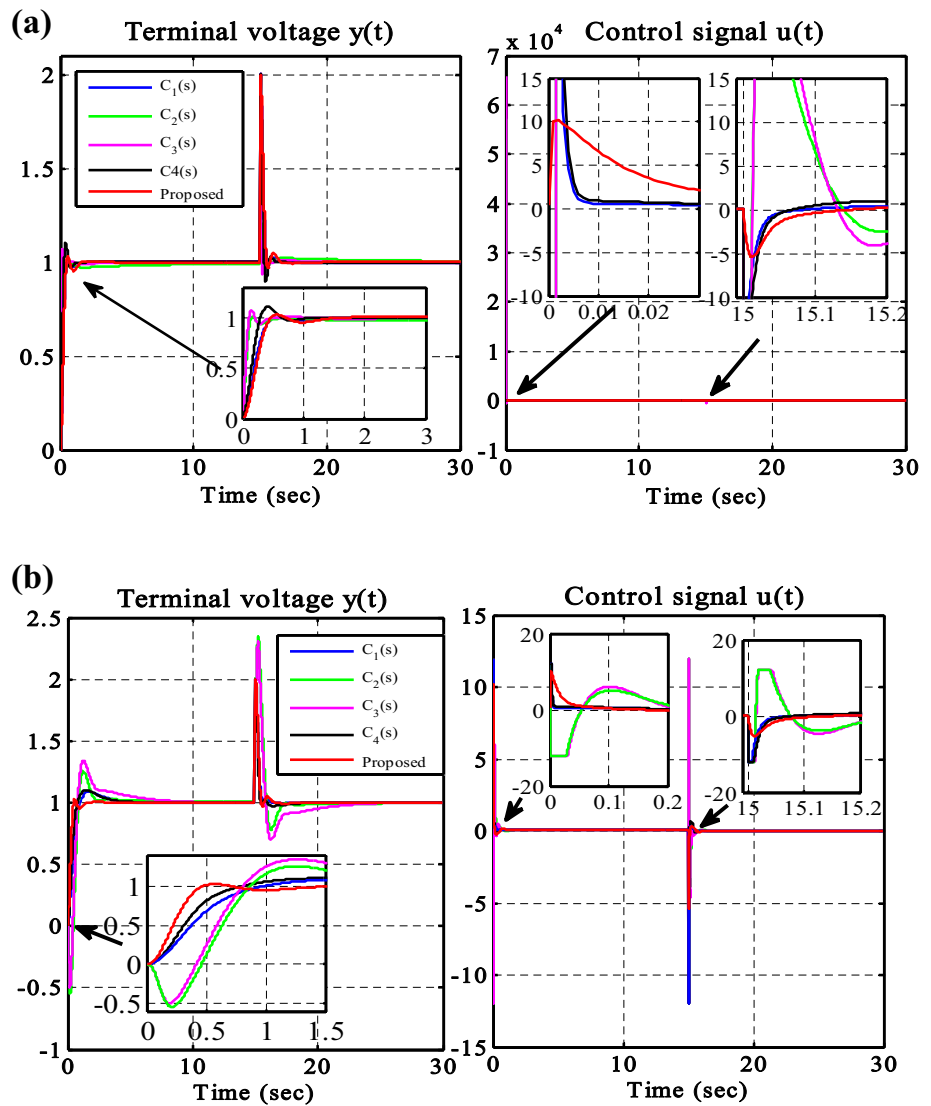 (a)
Terminal voltage y(t)
Control signal u(t)
x 10⁴
2
1.5
1
0.5
0
C₁(s)
C₂(s)
C₃(s)
C4(s)
Proposed
1
0.5
0
0 1 2 3
0 10 20 30
Time (sec)
7
6
5
4
3
2
1
0
-1
15
10
5
0
-5
-10
0 0.01 0.02
15
10
5
0
-5
-10
15 15.1 15.2
0 10 20 30
Time (sec)
(b)
Terminal voltage y(t)
Control signal u(t)
2.5
2
1.5
1
0.5
0
-0.5
-1
C₁(s)
C₂(s)
C₃(s)
C₄(s)
Proposed
1
0.5
0
-0.5
0 0.5 1 1.5
0 10 20 30
Time (sec)
15
10
5
0
-5
-10
-15
20
0
-20
0 0.1 0.2
20
0
-20
15 15.1 15.2
0 10 20 30
Time (sec)